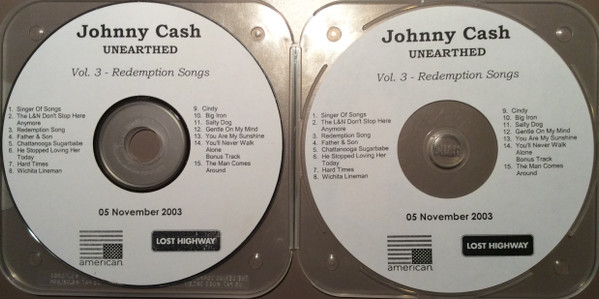 Johnny Cash
UNEARTHED
Vol. 3 - Redemption Songs
1. Singer Of Songs
2. The L&N Don't Stop Here
Anymore
3. Redemption Song
4. Father & Son
5. Chattanooga Sugarbabe
6. He Stopped Loving Her
Today
7. Hard Times
8. Wichita Lineman
9. Cindy
10. Big Iron
11. Salty Dog
12. Gentle On My Mind
13. You Are My Sunshine
14. You'll Never Walk
Alone
Bonus Track
15. The Man Comes
Around
05 November 2003
american
LOST HIGHWAY
Johnny Cash
UNEARTHED
Vol. 3 - Redemption Songs
1. Singer Of Songs
2. The L&N Don't Stop Here
Anymore
3. Redemption Song
4. Father & Son
5. Chattanooga Sugarbabe
6. He Stopped Loving Her
Today
7. Hard Times
8. Wichita Lineman
9. Cindy
10. Big Iron
11. Salty Dog
12. Gentle On My Mind
13. You Are My Sunshine
14. You'll Never Walk
Alone
Bonus Track
15. The Man Comes
Around
05 November 2003
american
LOST HIGHWAY